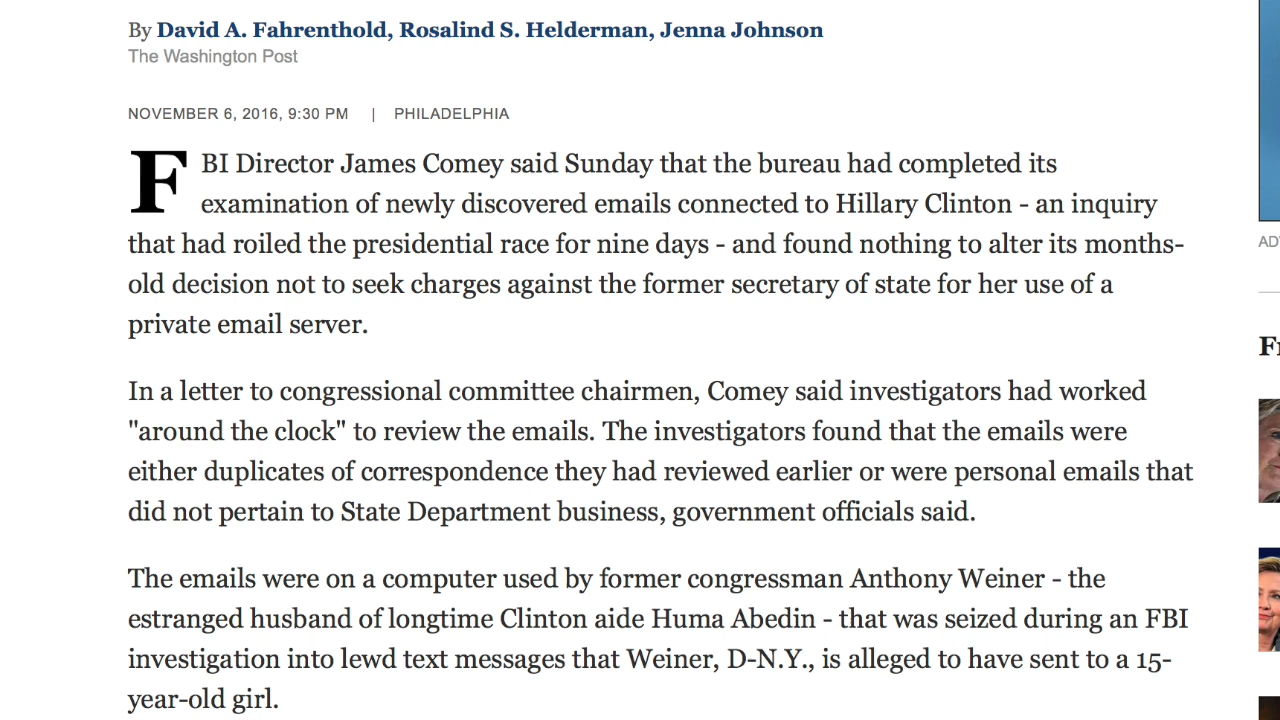 By David A. Fahrenthold, Rosalind S. Helderman, Jenna Johnson
The Washington Post
NOVEMBER 6, 2016, 9:30 PM | PHILADELPHIA
FBI Director James Comey said Sunday that the bureau had completed its
examination of newly discovered emails connected to Hillary Clinton - an inquiry
that had roiled the presidential race for nine days - and found nothing to alter its months-
old decision not to seek charges against the former secretary of state for her use of a
private email server.
In a letter to congressional committee chairmen, Comey said investigators had worked
"around the clock" to review the emails. The investigators found that the emails were
either duplicates of correspondence they had reviewed earlier or were personal emails that
did not pertain to State Department business, government officials said.
The emails were on a computer used by former congressman Anthony Weiner - the
estranged husband of longtime Clinton aide Huma Abedin - that was seized during an FBI
investigation into lewd text messages that Weiner, D-N.Y., is alleged to have sent to a 15-
year-old girl.